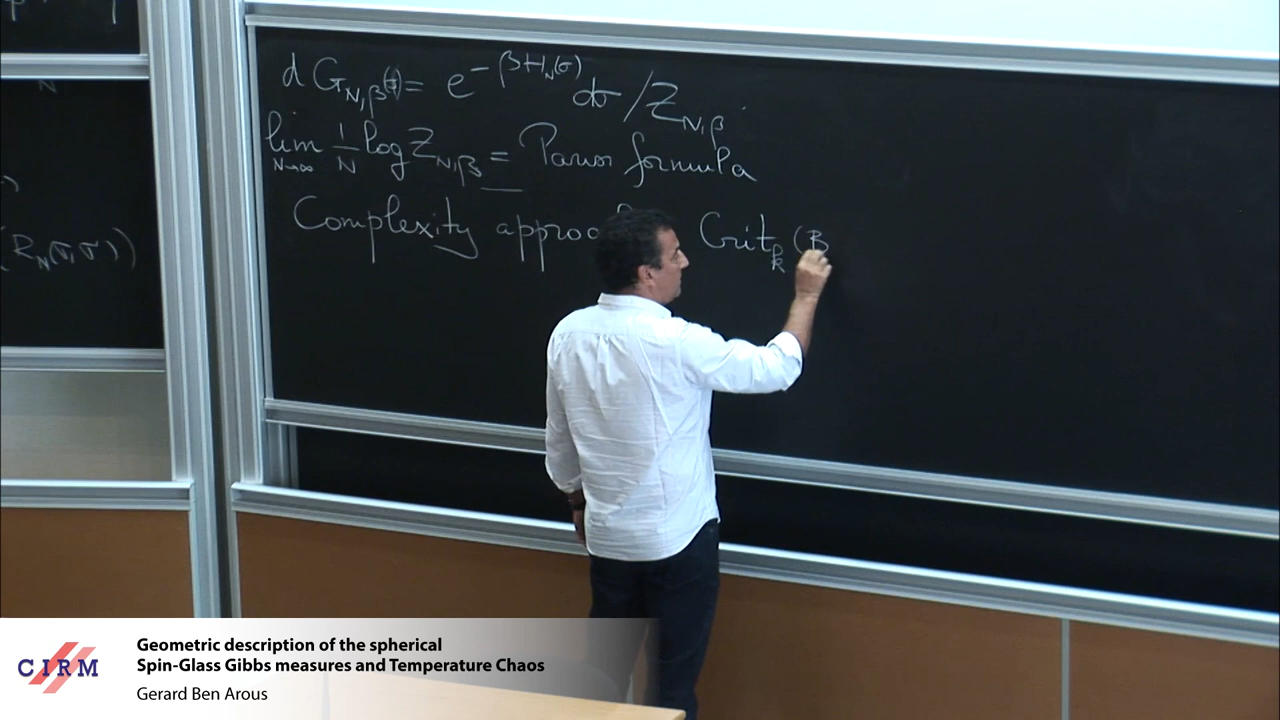 (R_N(σ,σ'))
dG_{N,β}(σ) = e^{-βH_N(σ)} dσ / Z_{N,β}
lim_{N→∞} 1/N log Z_{N,β} = Parisi formula
Complexity approa Crit_k (B
CIRM
Geometric description of the spherical
Spin-Glass Gibbs measures and Temperature Chaos
Gerard Ben Arous